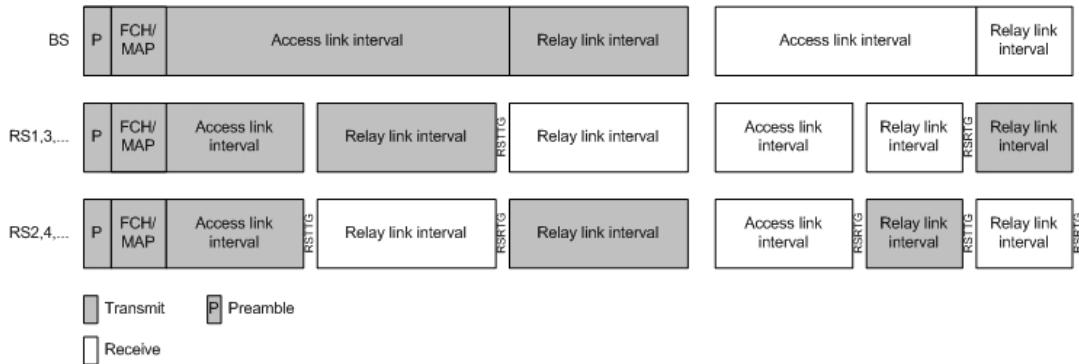 BS
P
FCH/
MAP
Access link interval
Relay link interval
Access link interval
Relay link
interval
RS1,3,...
P
FCH/
MAP
Access link
interval
Relay link interval
RSTTG
Relay link interval
Access link
interval
Relay link
interval
RSRTG
Relay link
interval
RS2,4,...
P
FCH/
MAP
Access link
interval
RSTTG
Relay link interval
RSRTG
Relay link interval
Access link
interval
RSRTG
Relay link
interval
RSTTG
Relay link
interval
RSRTG
Transmit
P
Preamble
Receive